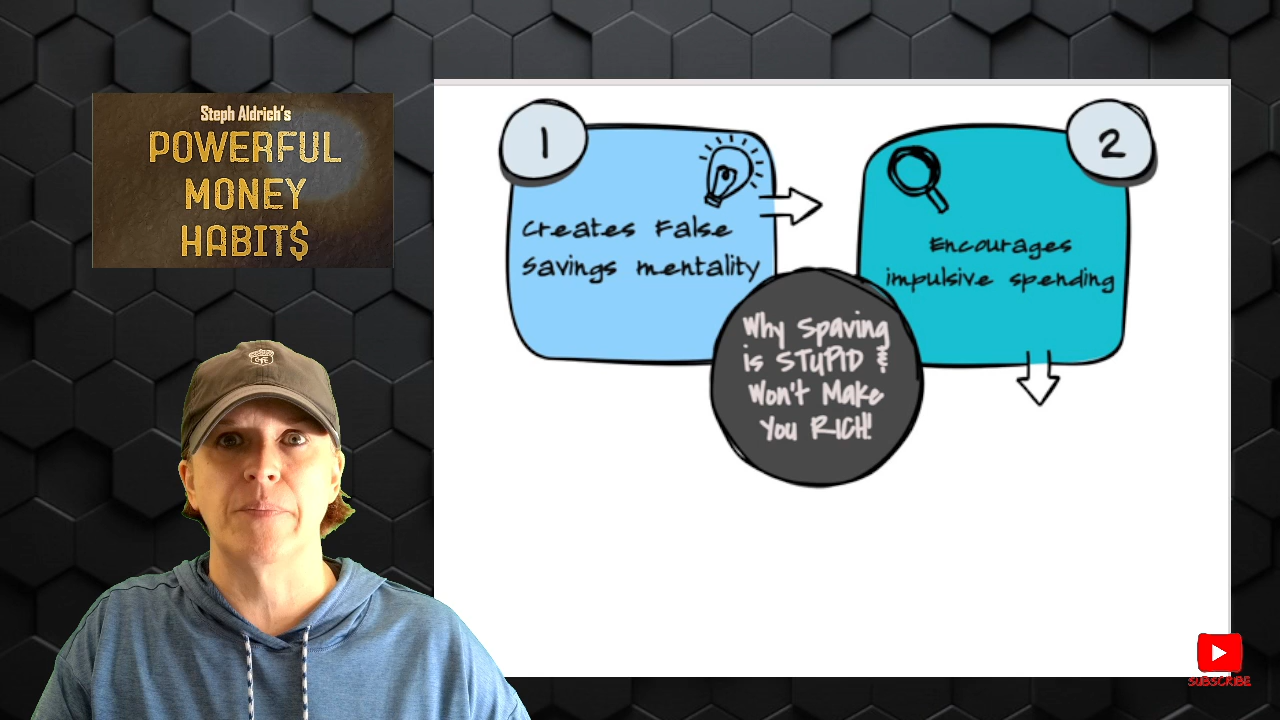 Steph Aldrich's
POWERFUL
MONEY
HABIT$
1
Creates False
Savings mentality
2
Encourages
impulsive spending
Why Spaving
is STUPID &
Won't Make
You RICH!
SUBSCRIBE